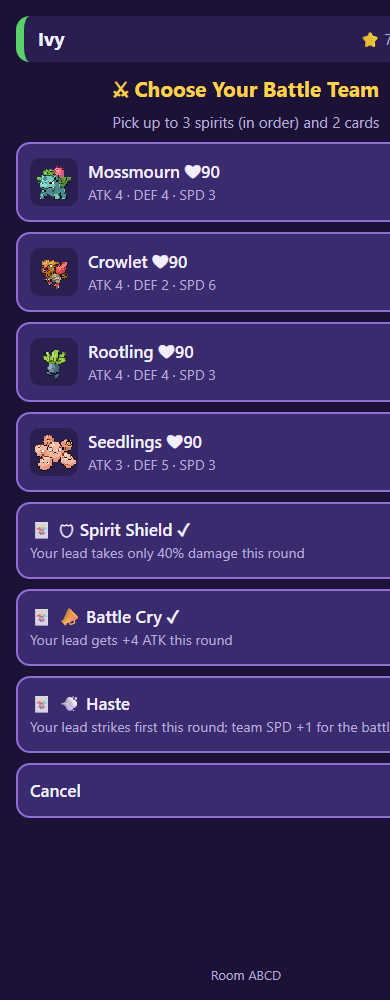 Ivy
⚔ Choose Your Battle Team
Pick up to 3 spirits (in order) and 2 cards
Mossmourn 🤍90
ATK 4 · DEF 4 · SPD 3
Crowlet 🤍90
ATK 4 · DEF 2 · SPD 6
Rootling 🤍90
ATK 4 · DEF 4 · SPD 3
Seedlings 🤍90
ATK 3 · DEF 5 · SPD 3
Spirit Shield ✓
Your lead takes only 40% damage this round
Battle Cry ✓
Your lead gets +4 ATK this round
Haste
Your lead strikes first this round; team SPD +1 for the
Cancel
Room ABCD